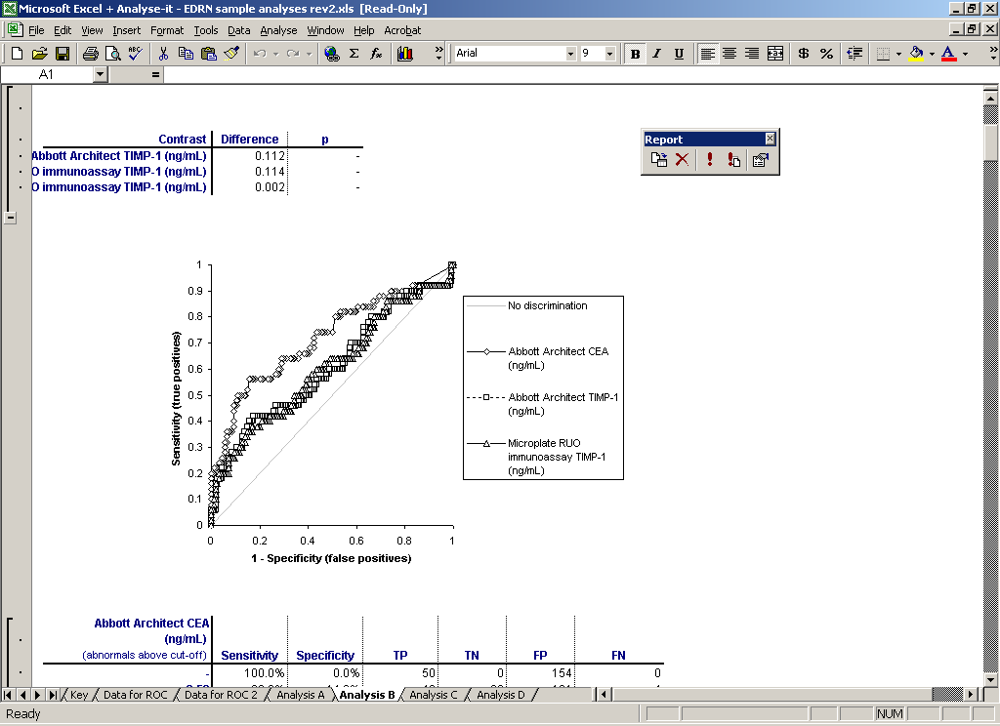 Microsoft Excel + Analyse-it - EDRN sample analyses rev2.xls [Read-Only]
File Edit View Insert Format Tools Data Analyse Window Help Acrobat
Arial 9 B I U $ %
A1 =
Contrast Difference p
Abbott Architect TIMP-1 (ng/mL) 0.112 -
O immunoassay TIMP-1 (ng/mL) 0.114 -
O immunoassay TIMP-1 (ng/mL) 0.002 -
Report
1
0.9
0.8
0.7
0.6
0.5
0.4
0.3
0.2
0.1
0
Sensitivity (true positives)
0 0.2 0.4 0.6 0.8 1
1 - Specificity (false positives)
No discrimination
Abbott Architect CEA
(ng/mL)
Abbott Architect TIMP-1
(ng/mL)
Microplate RUO
immunoassay TIMP-1
(ng/mL)
Abbott Architect CEA
(ng/mL)
(abnormals above cut-off) Sensitivity Specificity TP TN FP FN
- 100.0% 0.0% 50 0 154 0
Key Data for ROC Data for ROC 2 Analysis A Analysis B Analysis C Analysis D
Ready NUM